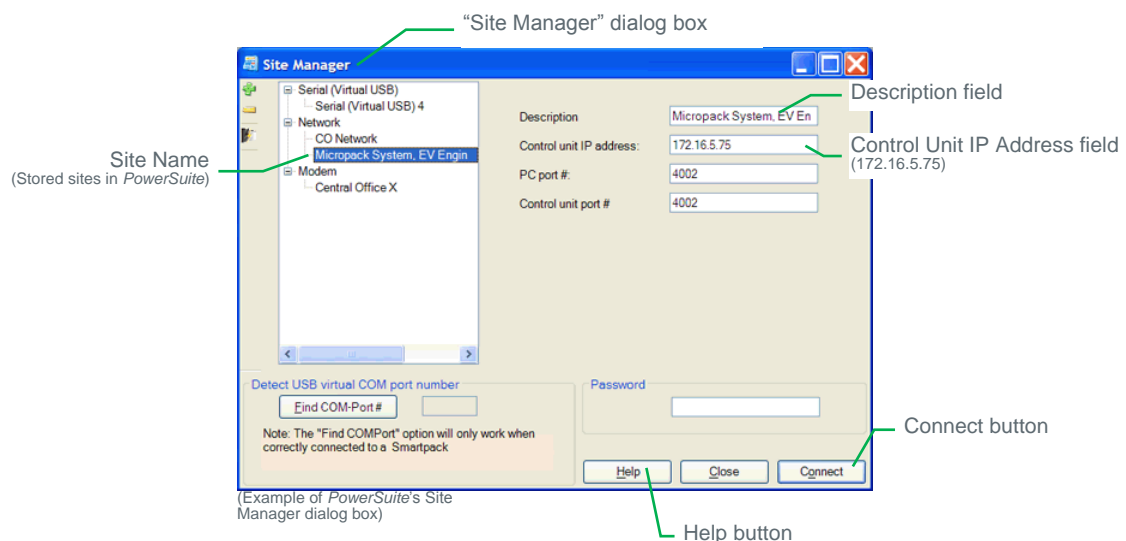 “Site Manager” dialog box
Site Manager
Serial (Virtual USB)
Serial (Virtual USB) 4
Network
CO Network
Micropack System, EV Engin
Modem
Central Office X
Description
Micropack System, EV En
Control unit IP address:
172.16.5.75
PC port #:
4002
Control unit port #
4002
Description field
Control Unit IP Address field
(172.16.5.75)
Site Name
(Stored sites in PowerSuite)
Detect USB virtual COM port number
Find COM-Port #
Note: The "Find COMPort" option will only work when
correctly connected to a Smartpack
Password
Help
Close
Connect
Connect button
(Example of PowerSuite’s Site
Manager dialog box)
Help button